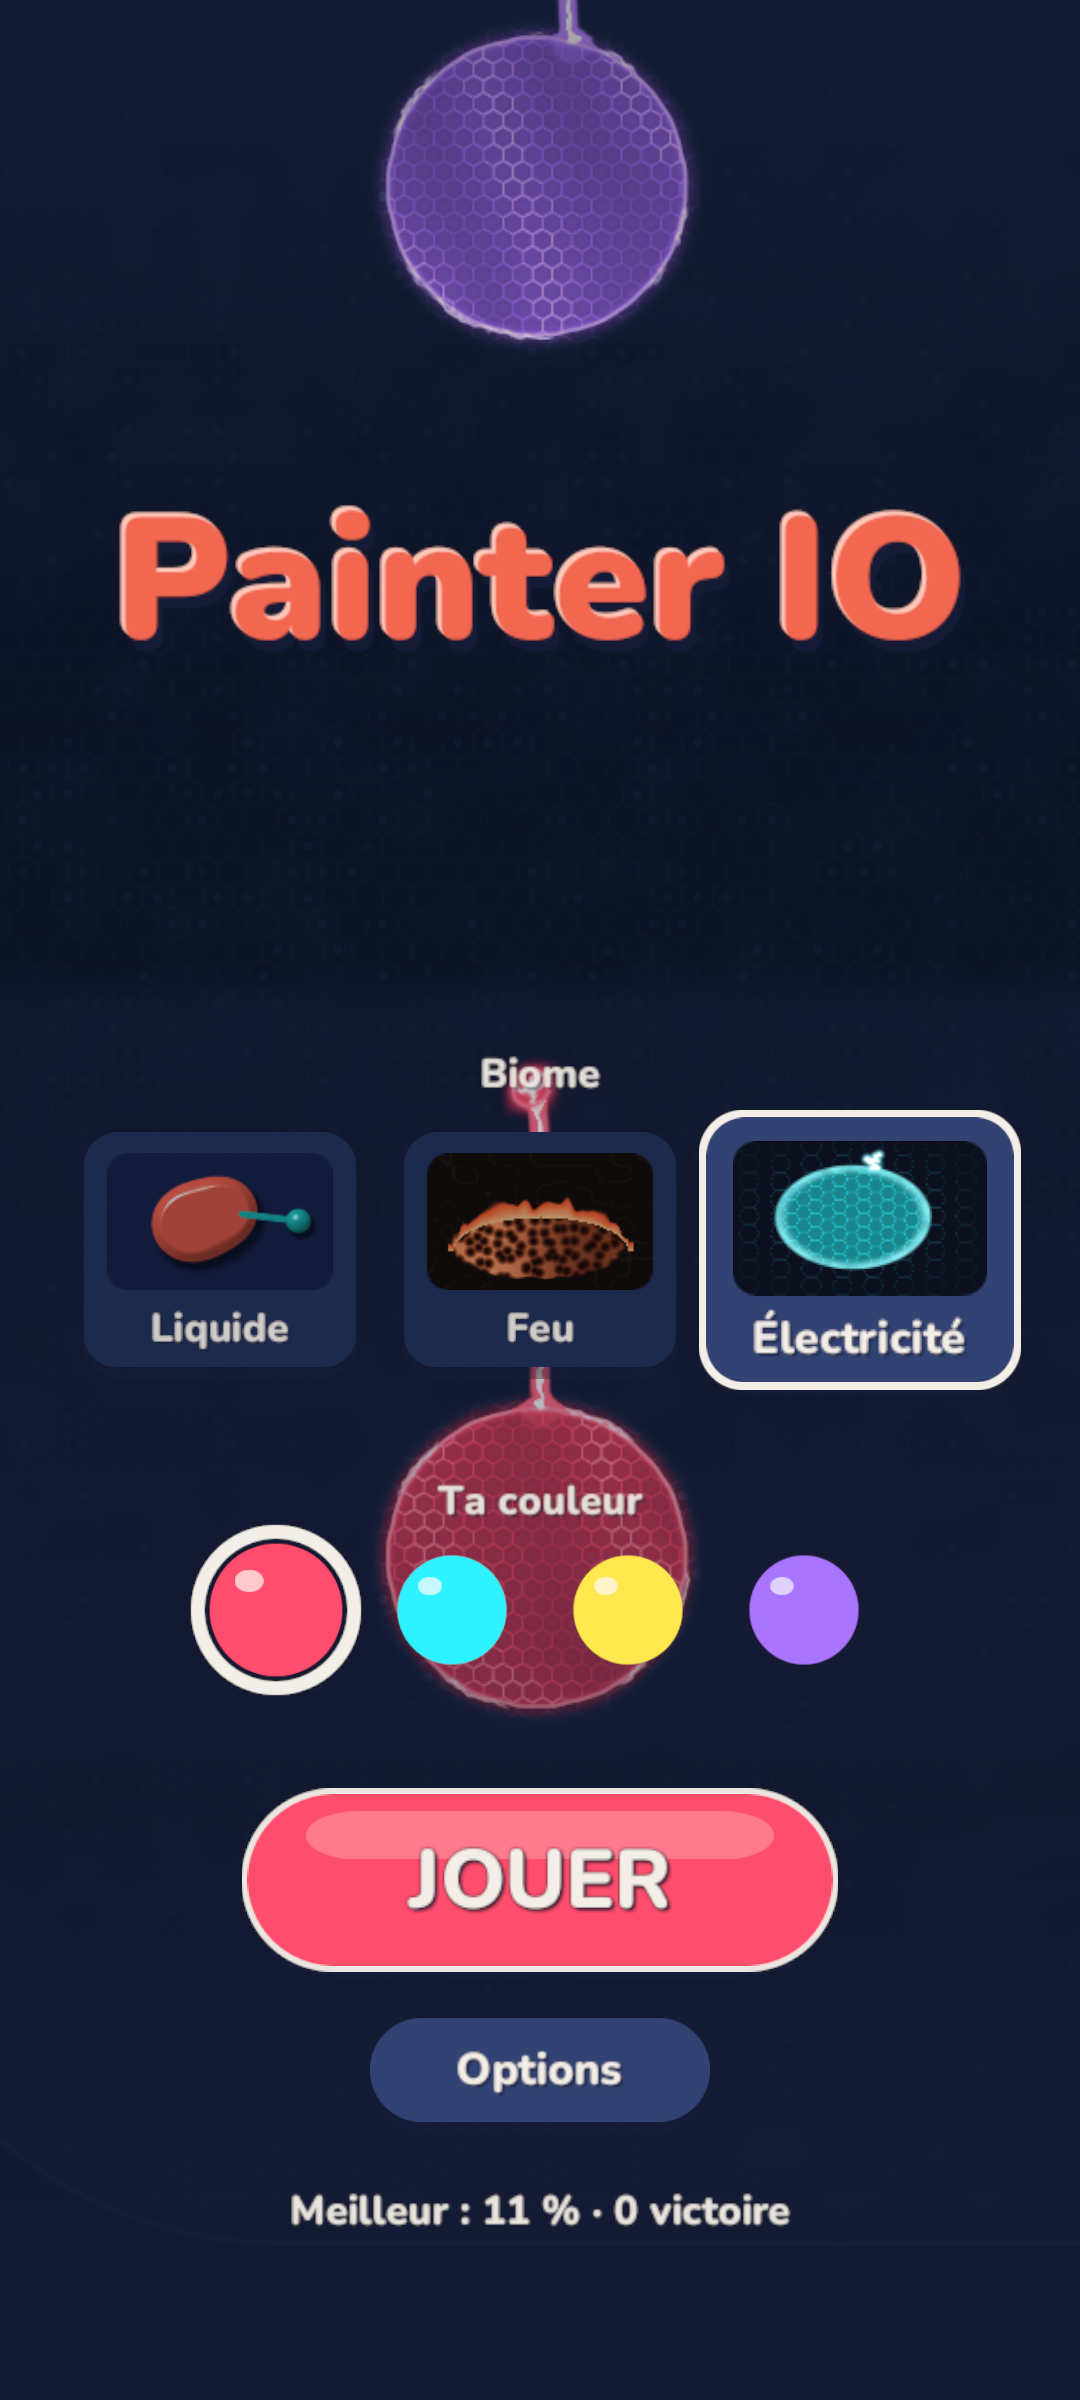 Painter IO
Biome
Liquide
Feu
Électricité
Ta couleur
JOUER
Options
Meilleur : 11 % · 0 victoire